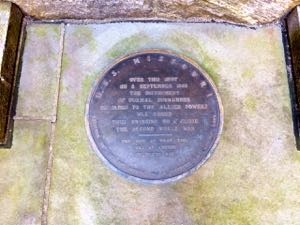 U.S.S. MISSOURI
OVER THIS SPOT
ON 2 SEPTEMBER 1945
THE INSTRUMENT
OF FORMAL SURRENDER
OF JAPAN TO THE ALLIED POWERS
WAS SIGNED
THUS BRINGING TO A CLOSE
THE SECOND WORLD WAR